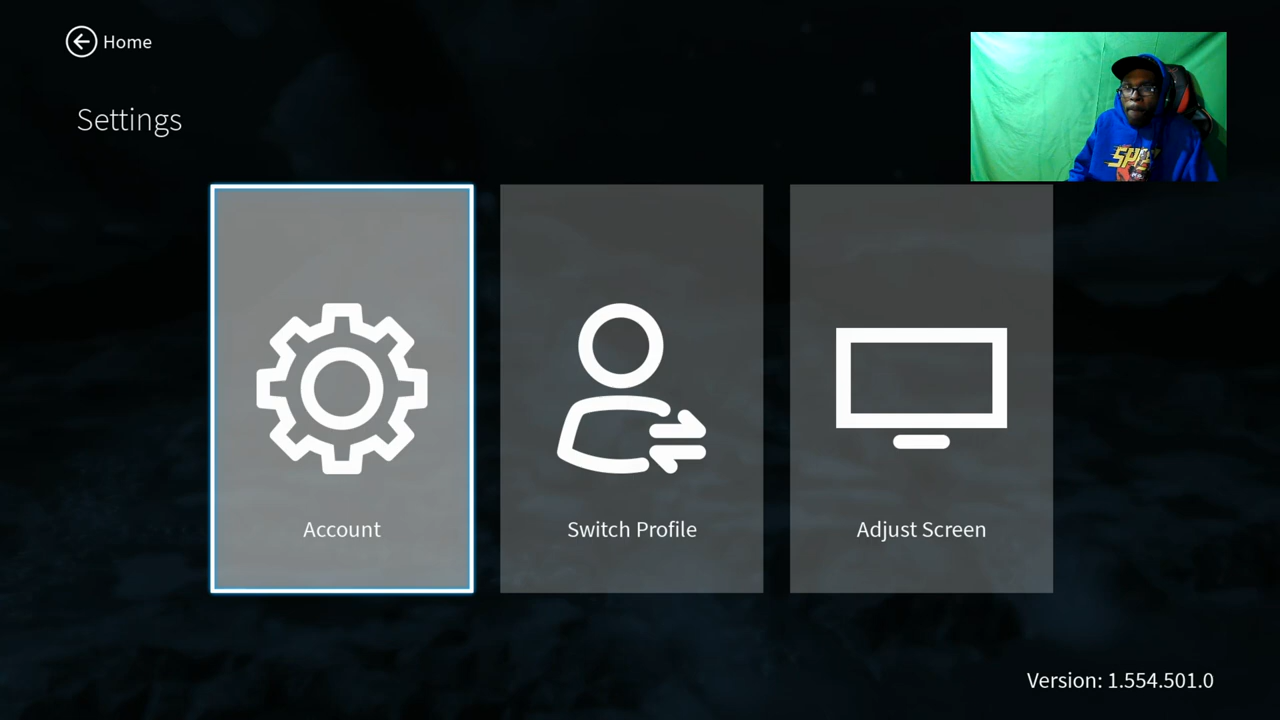 Home
Settings
Account
Switch Profile
Adjust Screen
Version: 1.554.501.0